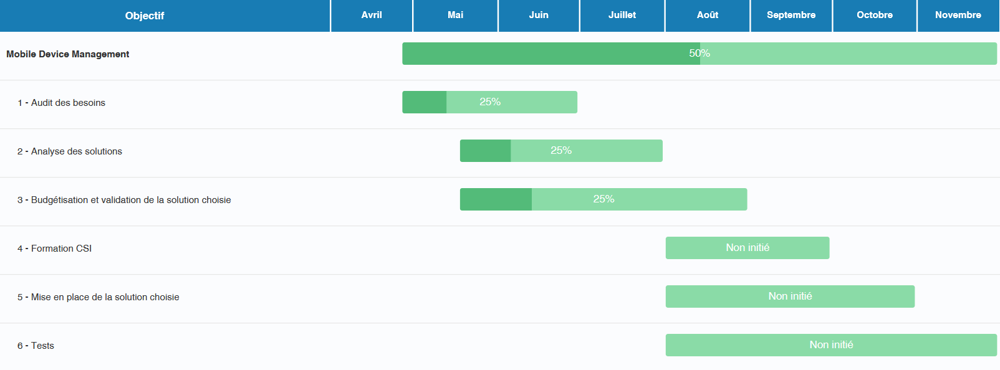 Objectif Avril Mai Juin Juillet Août Septembre Octobre Novembre
Mobile Device Management 50%
1 - Audit des besoins 25%
2 - Analyse des solutions 25%
3 - Budgétisation et validation de la solution choisie 25%
4 - Formation CSI Non initié
5 - Mise en place de la solution choisie Non initié
6 - Tests Non initié